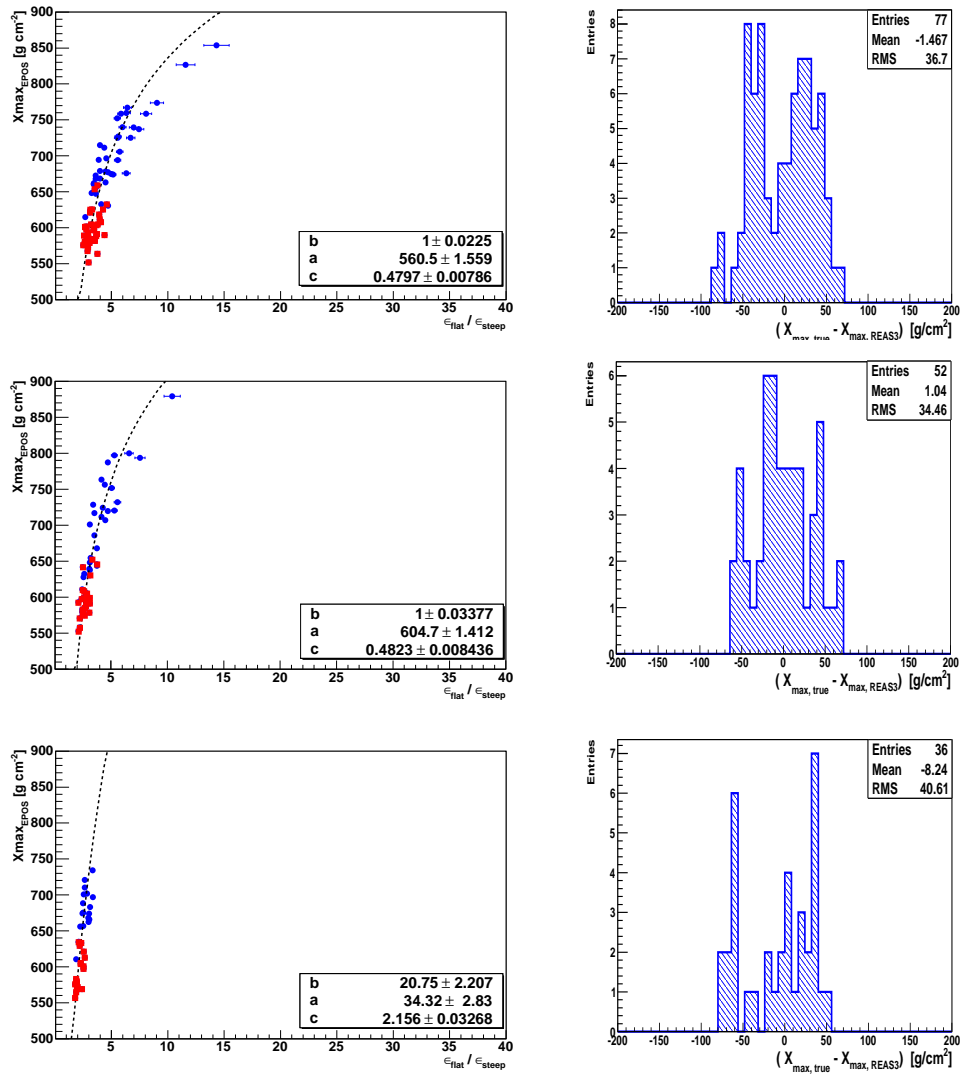 Xmax_EPOS [g cm⁻²]
900
850
800
750
700
650
600
550
500
b 1 ± 0.0225
a 560.5 ± 1.559
c 0.4797 ± 0.00786
5 10 15 20 25 30 35 40
ϵ_flat / ϵ_steep
Entries
8
7
6
5
4
3
2
1
0
Entries 77
Mean -1.467
RMS 36.7
-200 -150 -100 -50 0 50 100 150 200
( X_max,true - X_max, REAS3) [g/cm²]
Xmax_EPOS [g cm⁻²]
900
850
800
750
700
650
600
550
500
b 1 ± 0.03377
a 604.7 ± 1.412
c 0.4823 ± 0.008436
5 10 15 20 25 30 35 40
ϵ_flat / ϵ_steep
Entries
6
5
4
3
2
1
0
Entries 52
Mean 1.04
RMS 34.46
-200 -150 -100 -50 0 50 100 150 200
( X_max, true - X_max, REAS3) [g/cm²]
Xmax_EPOS [g cm⁻²]
900
850
800
750
700
650
600
550
500
b 20.75 ± 2.207
a 34.32 ± 2.83
c 2.156 ± 0.03268
5 10 15 20 25 30 35 40
ϵ_flat / ϵ_steep
Entries
7
6
5
4
3
2
1
0
Entries 36
Mean -8.24
RMS 40.61
-200 -150 -100 -50 0 50 100 150 200
( X_max, true - X_max, REAS3) [g/cm²]